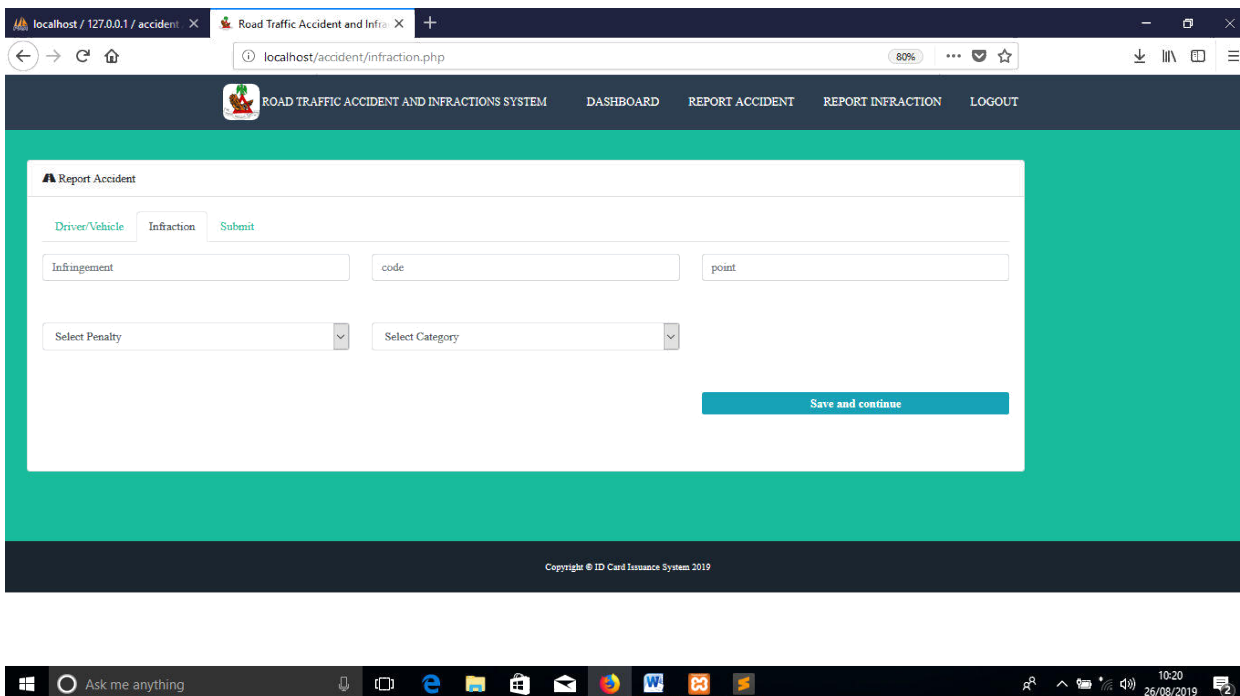 localhost / 127.0.0.1 / accident
Road Traffic Accident and Infra
localhost/accident/infraction.php
80%
ROAD TRAFFIC ACCIDENT AND INFRACTIONS SYSTEM DASHBOARD REPORT ACCIDENT REPORT INFRACTION LOGOUT
Report Accident
Driver/Vehicle Infraction Submit
Infringement code point
Select Penalty Select Category
Save and continue
Copyright © ID Card Issuance System 2019
Ask me anything
10:20
26/08/2019
2